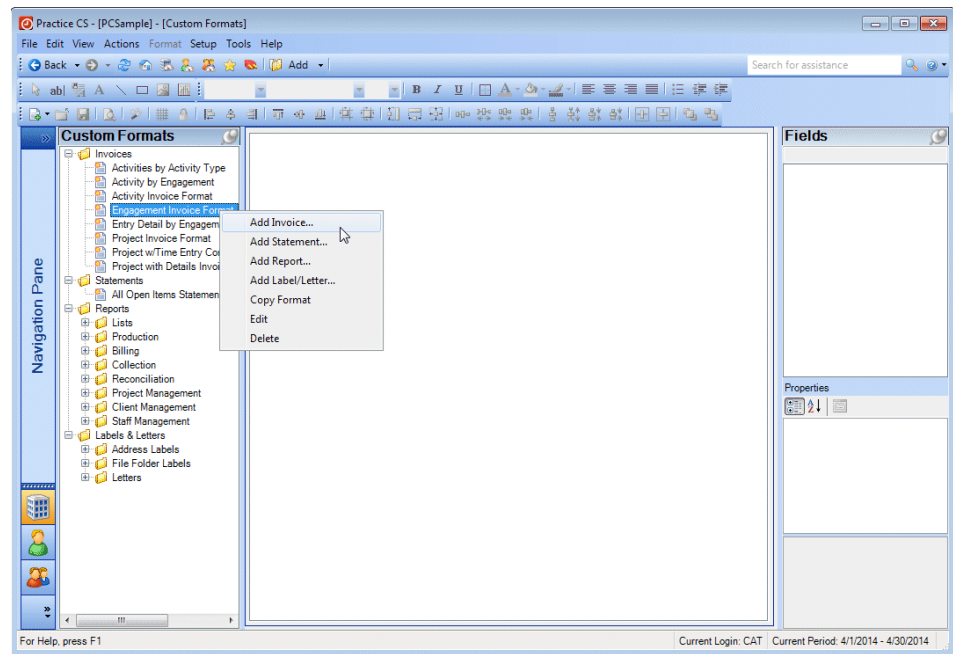 Practice CS - [PCSample] - [Custom Formats]
File Edit View Actions Format Setup Tools Help
Back Add Search for assistance
ab| A B I U A
Custom Formats
Invoices
Activities by Activity Type
Activity by Engagement
Activity Invoice Format
Engagement Invoice Format
Entry Detail by Engagem
Project Invoice Format
Project w/Time Entry Co
Project with Details Invoi
Statements
All Open Items Statemen
Reports
Lists
Production
Billing
Collection
Reconciliation
Project Management
Client Management
Staff Management
Labels & Letters
Address Labels
File Folder Labels
Letters
Add Invoice...
Add Statement...
Add Report...
Add Label/Letter...
Copy Format
Edit
Delete
Fields
Properties
Navigation Pane
For Help, press F1
Current Login: CAT
Current Period: 4/1/2014 - 4/30/2014